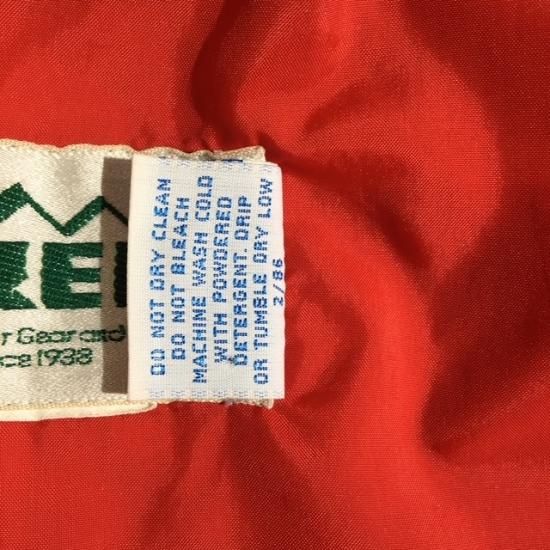 REI
r Gear and
ce 1938
DO NOT DRY CLEAN
DO NOT BLEACH
MACHINE WASH COLD
WITH POWDERED
DETERGENT. DRIP
OR TUMBLE DRY LOW
2/86